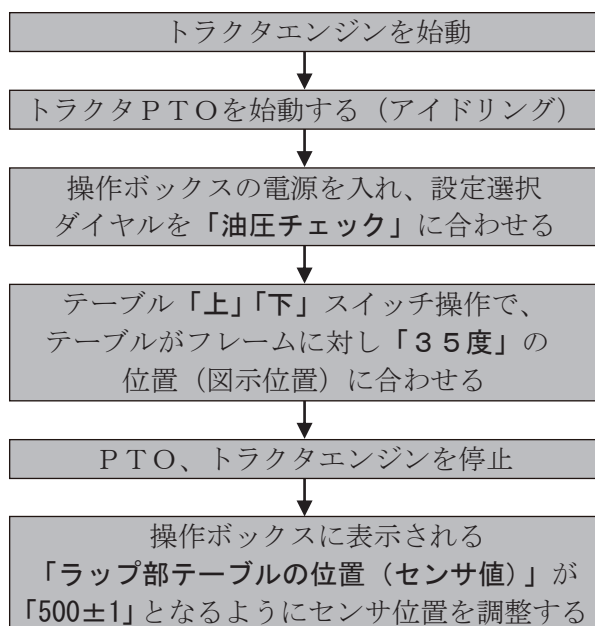 トラクタエンジンを始動
トラクタＰＴＯを始動する（アイドリング）
操作ボックスの電源を入れ、設定選択
ダイヤルを「油圧チェック」に合わせる
テーブル「上」「下」スイッチ操作で、
テーブルがフレームに対し「３５度」の
位置（図示位置）に合わせる
ＰＴＯ、トラクタエンジンを停止
操作ボックスに表示される
「ラップ部テーブルの位置（センサ値）」が
「500±1」となるようにセンサ位置を調整する